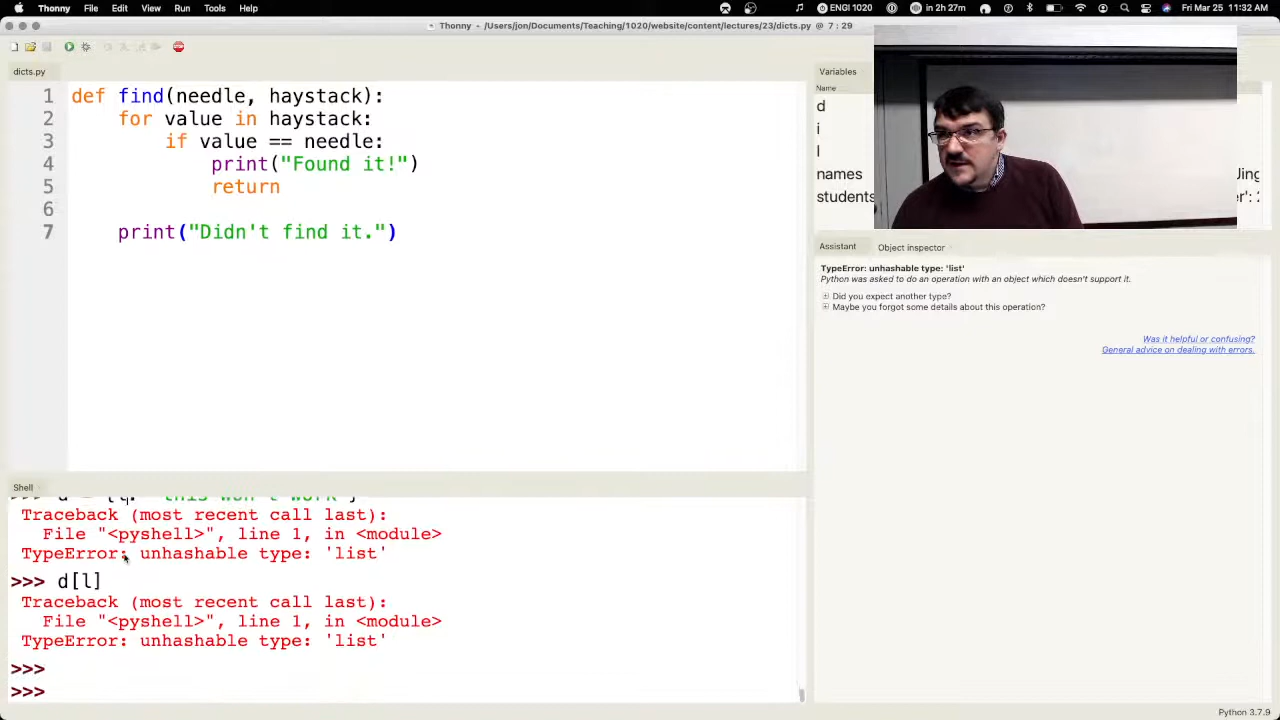 Thonny File Edit View Run Tools Window Help ENGI 1020 in 2h 27m Fri Mar 25 11:32 AM
Thonny - /Users/jon/Documents/Teaching/1020/website/content/lectures/23/dicts.py @ 7 : 29
dicts.py
1 def find(needle, haystack):
2 for value in haystack:
3 if value == needle:
4 print("Found it!")
5 return
6
7 print("Didn't find it.")
Shell
>>> d = {l: "this won't work"}
Traceback (most recent call last):
File "<pyshell>", line 1, in <module>
TypeError: unhashable type: 'list'
>>> d[l]
Traceback (most recent call last):
File "<pyshell>", line 1, in <module>
TypeError: unhashable type: 'list'
>>>
>>>
Variables
Name
d
i
l
names
Jing
students
er': 2
Assistant Object inspector
TypeError: unhashable type: 'list'
Python was asked to do an operation with an object which doesn't support it.
Did you expect another type?
Maybe you forgot some details about this operation?
Was it helpful or confusing?
General advice on dealing with errors.
Python 3.7.9